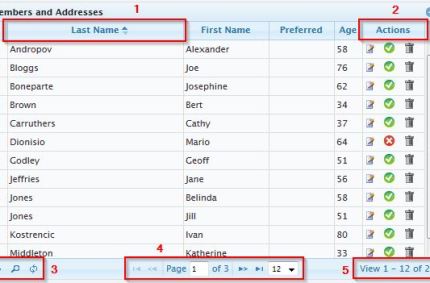 embers and Addresses
1
2
Last Name First Name Preferred Age Actions
Andropov Alexander 58
Bloggs Joe 76
Boneparte Josephine 62
Brown Bert 34
Carruthers Cathy 37
Dionisio Mario 64
Godley Geoff 51
Jeffries Jane 56
Jones Belinda 58
Jones Jill 51
Kostrencic Ivan 80
Middleton Katherine 33
3
4
Page 1 of 3 12
5
View 1 - 12 of 2